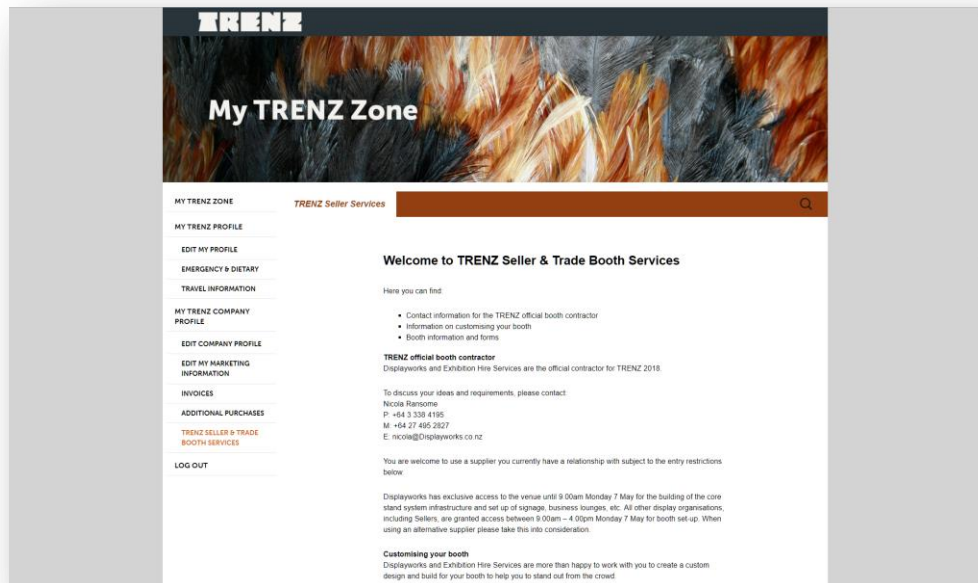 TRENZ
My TRENZ Zone
MY TRENZ ZONE
MY TRENZ PROFILE
EDIT MY PROFILE
EMERGENCY & DIETARY
TRAVEL INFORMATION
MY TRENZ COMPANY
PROFILE
EDIT COMPANY PROFILE
EDIT MY MARKETING
INFORMATION
INVOICES
ADDITIONAL PURCHASES
TRENZ SELLER & TRADE
BOOTH SERVICES
LOG OUT
TRENZ Seller Services
Welcome to TRENZ Seller & Trade Booth Services
Here you can find:
• Contact information for the TRENZ official booth contractor
• Information on customising your booth
• Booth information and forms
TRENZ official booth contractor
Displayworks and Exhibition Hire Services are the official contractor for TRENZ 2018.
To discuss your ideas and requirements, please contact:
Nicola Ransome
P: +64 3 338 4195
M: +64 27 495 2827
E: nicola@Displayworks.co.nz
You are welcome to use a supplier you currently have a relationship with subject to the entry restrictions
below:
Displayworks has exclusive access to the venue until 9.00am Monday 7 May for the building of the core
stand system infrastructure and set up of signage, business lounges, etc. All other display organisations,
including Sellers, are granted access between 9.00am – 4.00pm Monday 7 May for booth set-up. When
using an alternative supplier please take this into consideration.
Customising your booth
Displayworks and Exhibition Hire Services are more than happy to work with you to create a custom
design and build for your booth to help you to stand out from the crowd.